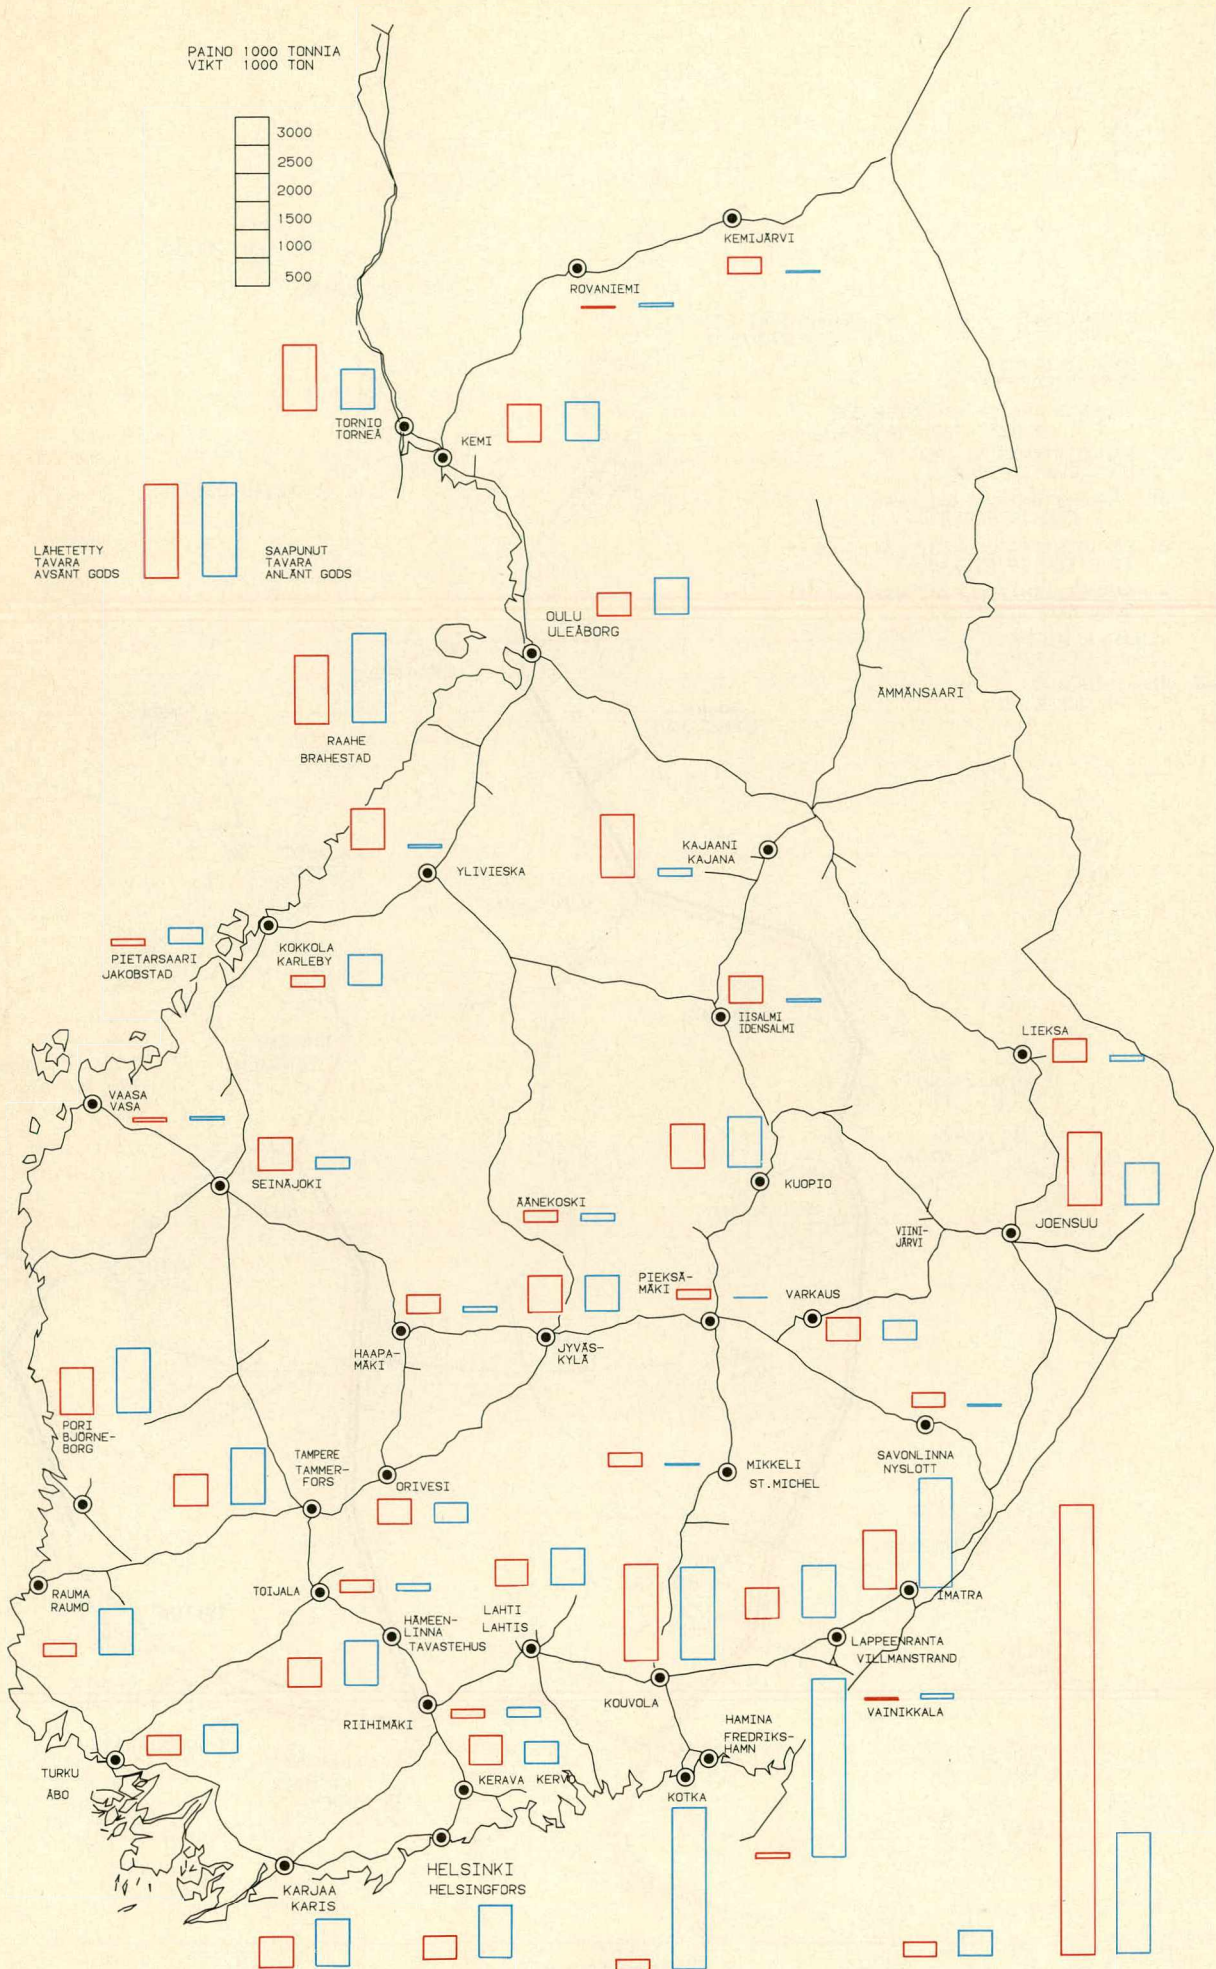 PAINO 1000 TONNIA
VIKT 1000 TON
3000
2500
2000
1500
1000
500
KEMIJÄRVI
ROVANIEMI
TORNIO
TORNEÅ
KEMI
LÄHETETTY
TAVARA
AVSÄNT GODS
SAAPUNUT
TAVARA
ANLÄNT GODS
OULU
ULEÅBORG
ÄMMÄNSAARI
RAAHE
BRAHESTAD
KAJAANI
KAJANA
YLIVIESKA
PIETARSAARI
JAKOBSTAD
KOKKOLA
KARLEBY
IISALMI
IDENSALMI
LIEKSA
VAASA
VASA
SEINÄJOKI
KUOPIO
ÄÄNEKOSKI
VIINI-
JÄRVI
JOENSUU
PIEKSÄ-
MÄKI
VARKAUS
HAAPA-
MÄKI
JYVÄS-
KYLÄ
PORI
BJÖRNE-
BORG
TAMPERE
TAMMER-
FORS
ORIVESI
MIKKELI
ST.MICHEL
SAVONLINNA
NYSLOTT
RAUMA
RAUMO
TOIJALA
HÄMEEN-
LINNA
TAVASTEHUS
LAHTI
LAHTIS
IMATRA
LAPPEENRANTA
VILLMANSTRAND
KOUVOLA
VAINIKKALA
RIIHIMÄKI
HAMINA
FREDRIKS-
HAMN
TURKU
ÅBO
KERAVA KERVO
KOTKA
HELSINKI
HELSINGFORS
KARJAA
KARIS